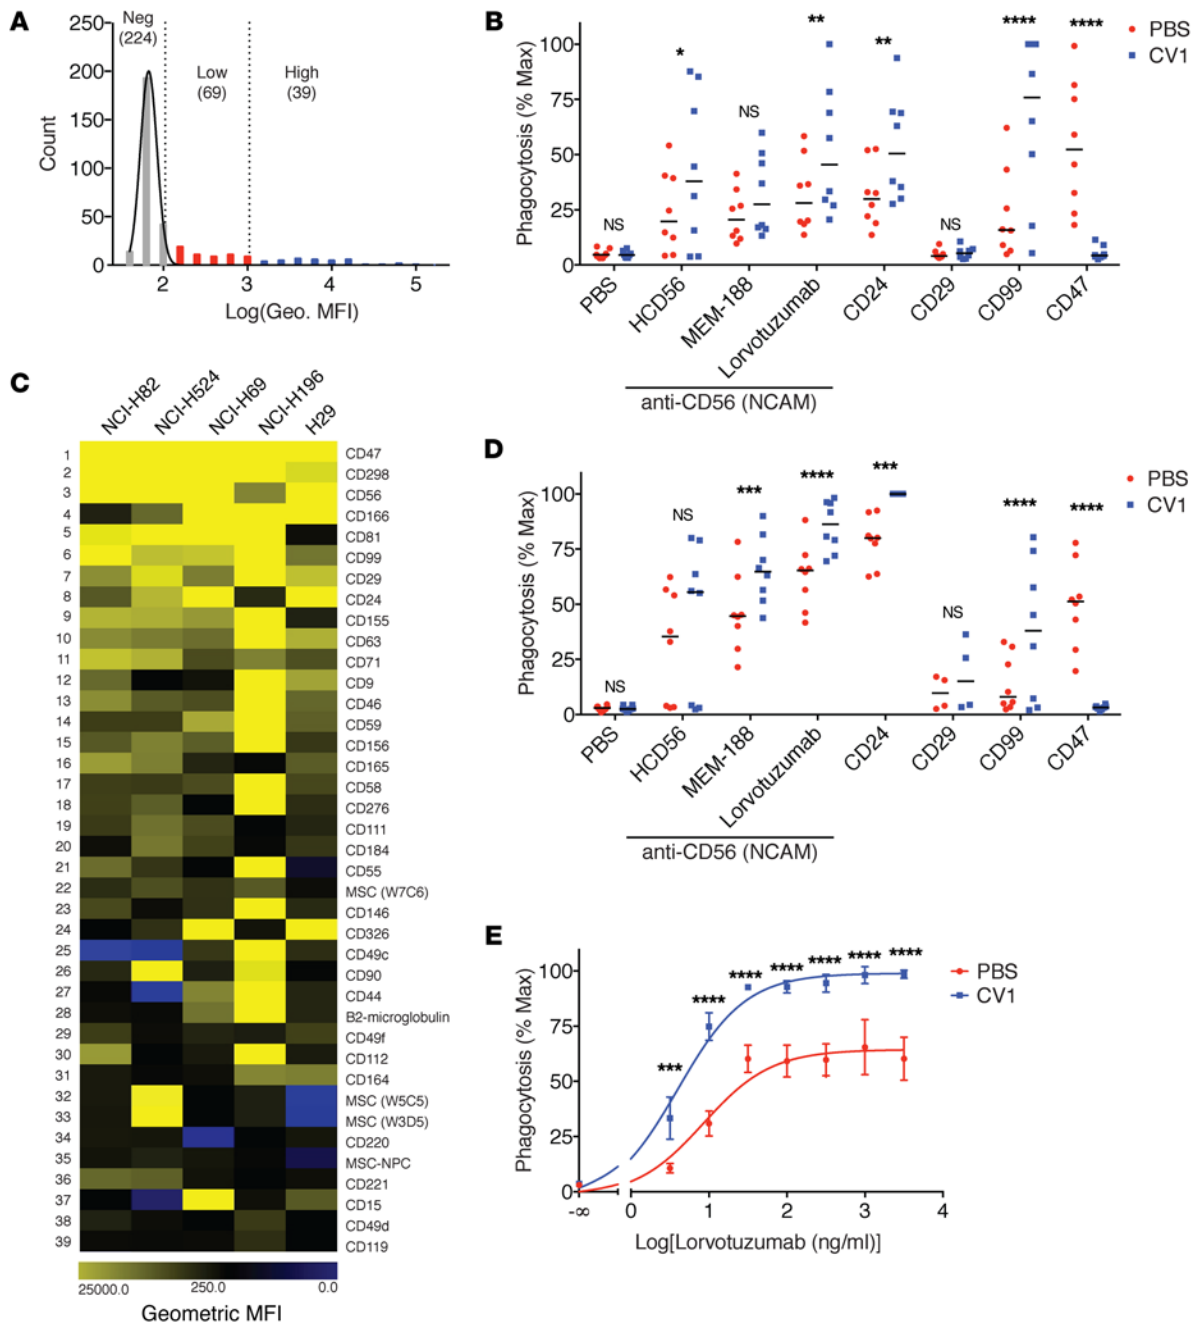 A
Neg
(224)
Low
(69)
High
(39)
250
200
150
100
50
0
Count
2
3
4
5
Log(Geo. MFI)
B
Phagocytosis (% Max)
100
75
50
25
0
NS
*
NS
**
**
NS
****
****
PBS
CV1
PBS
HCD56
MEM-188
Lorvotuzumab
CD24
CD29
CD99
CD47
anti-CD56 (NCAM)
C
NCI-H82
NCI-H524
NCI-H69
NCI-H196
H29
1 CD47
2 CD298
3 CD56
4 CD166
5 CD81
6 CD99
7 CD29
8 CD24
9 CD155
10 CD63
11 CD71
12 CD9
13 CD46
14 CD59
15 CD156
16 CD165
17 CD58
18 CD276
19 CD111
20 CD184
21 CD55
22 MSC (W7C6)
23 CD146
24 CD326
25 CD49c
26 CD90
27 CD44
28 B2-microglobulin
29 CD49f
30 CD112
31 CD164
32 MSC (W5C5)
33 MSC (W3D5)
34 CD220
35 MSC-NPC
36 CD221
37 CD15
38 CD49d
39 CD119
25000.0 250.0 0.0
Geometric MFI
D
Phagocytosis (% Max)
100
75
50
25
0
NS
NS
***
****
***
NS
****
****
PBS
CV1
PBS
HCD56
MEM-188
Lorvotuzumab
CD24
CD29
CD99
CD47
anti-CD56 (NCAM)
E
Phagocytosis (% Max)
100
75
50
25
0
***
****
****
****
****
****
****
PBS
CV1
-∞ 0 1 2 3 4
Log[Lorvotuzumab (ng/ml)]